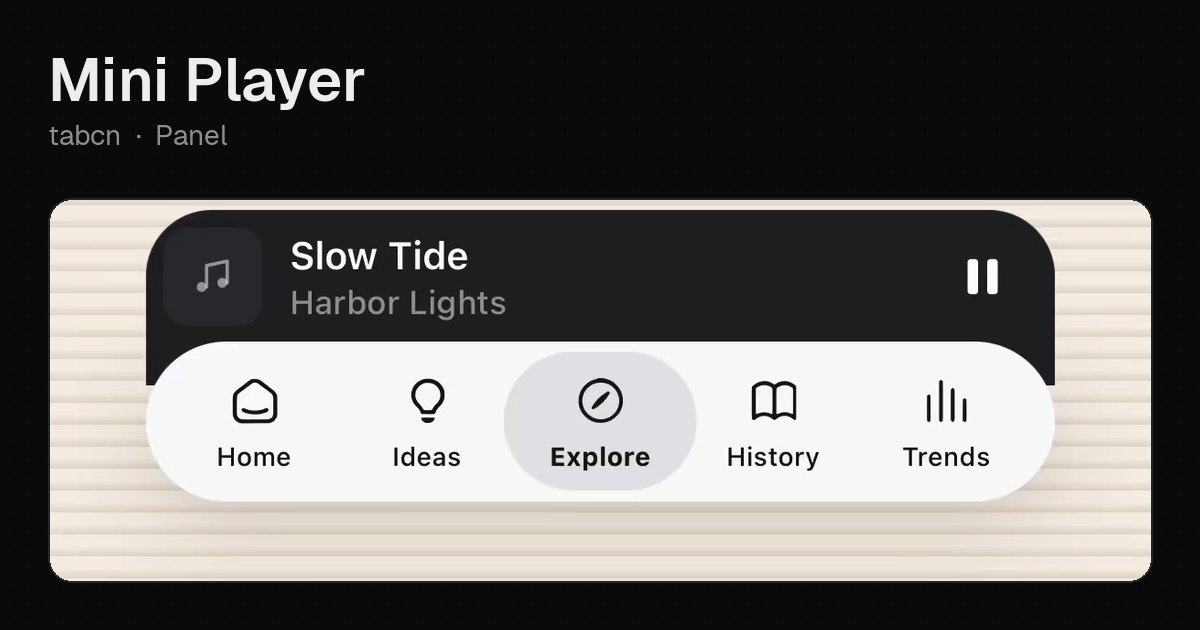 Mini Player
tabcn · Panel
Slow Tide
Harbor Lights
Home
Ideas
Explore
History
Trends